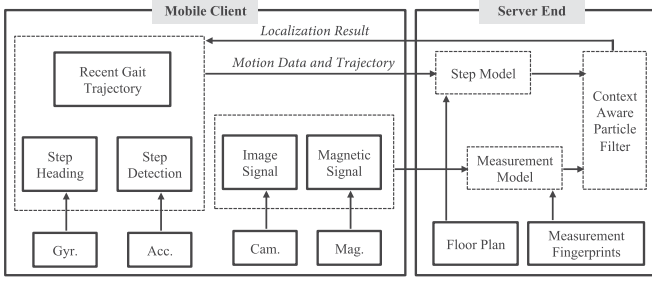 Mobile Client
Server End
Localization Result
Motion Data and Trajectory
Recent Gait
Trajectory
Step Model
Context
Aware
Particle
Filter
Step
Heading
Step
Detection
Image
Signal
Magnetic
Signal
Measurement
Model
Gyr.
Acc.
Cam.
Mag.
Floor Plan
Measurement
Fingerprints